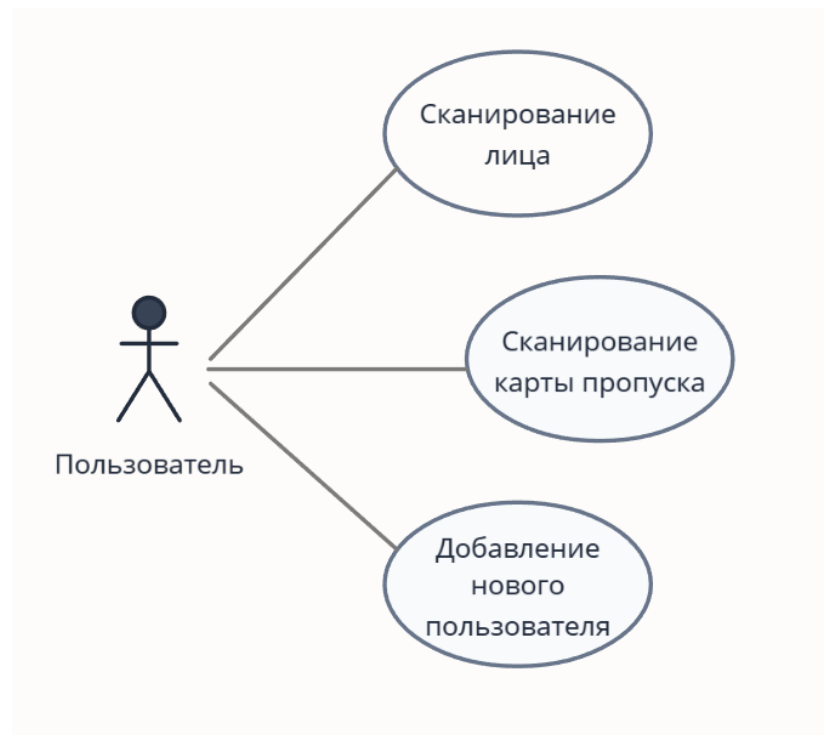 Сканирование
лица
Сканирование
карты пропуска
Пользователь
Добавление
нового
пользователя